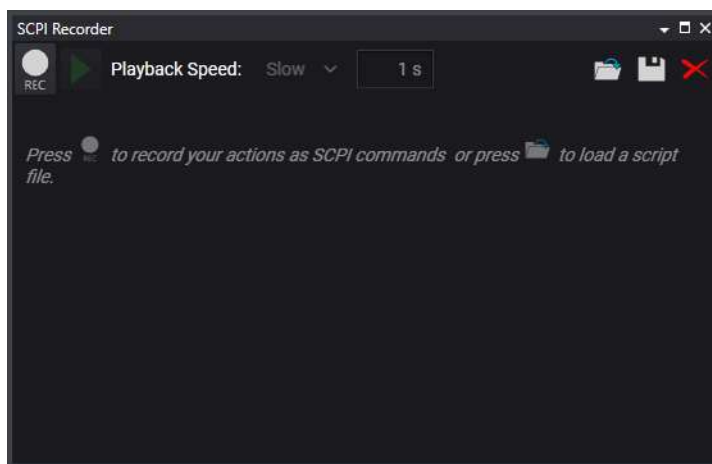 SCPI Recorder
REC Playback Speed: Slow 1 s
Press REC to record your actions as SCPI commands or press to load a script
file.